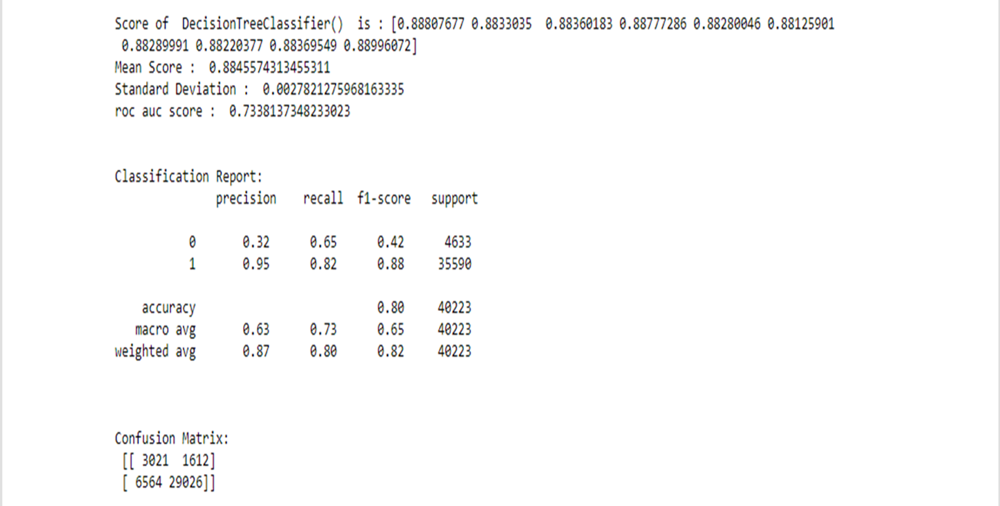 Score of  DecisionTreeClassifier()  is : [0.88807677 0.8833035  0.88360183 0.88777286 0.88280046 0.88125901
 0.88289991 0.88220377 0.88369549 0.88996072]
Mean Score :  0.8845574313455311
Standard Deviation :  0.0027821275968163335
roc auc score :  0.7338137348233023
Classification Report:
               precision    recall  f1-score   support
           0       0.32      0.65      0.42      4633
           1       0.95      0.82      0.88     35590
    accuracy                           0.80     40223
   macro avg       0.63      0.73      0.65     40223
weighted avg       0.87      0.80      0.82     40223
Confusion Matrix:
 [[ 3021  1612]
 [ 6564 29026]]